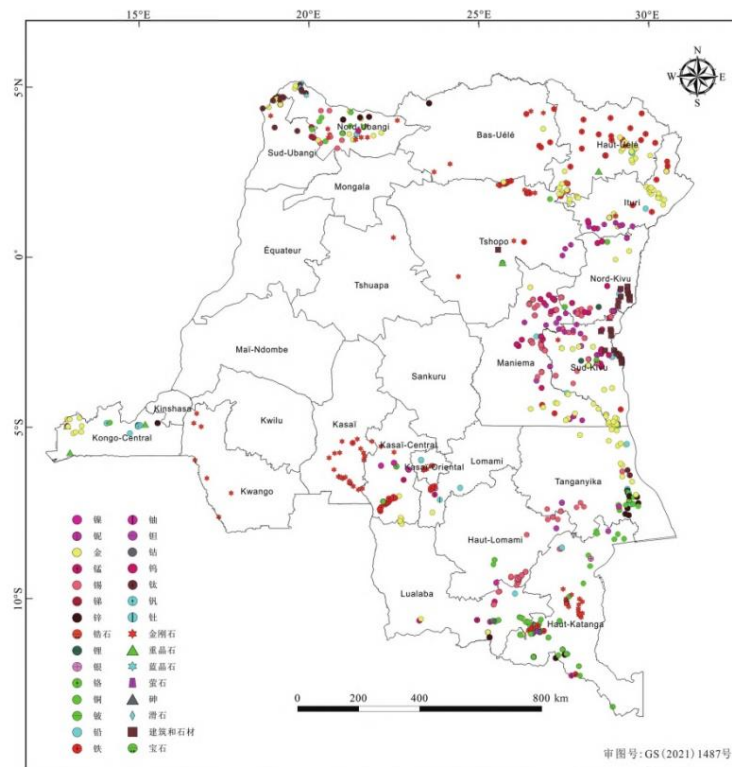 15°E 20°E 25°E 30°E
N
W E
S
5°N
0°
5°S
10°S
Nord-Ubangi
Bas-Uélé
Haut-Uélé
Sud-Ubangi
Mongala
Ituri
Équateur
Tshopo
Tshuapa
Nord-Kivu
Maï-Ndombe
Sankuru
Maniema
Sud-Kivu
Kinshasa
Kongo-Central
Kwilu
Kasaï
Kasaï-Central
Kasaï-Oriental
Lomami
Kwango
Tanganyika
Haut-Lomami
Lualaba
Haut-Katanga
镍 铀
铌 钽
金 钴
锰 钨
锡 钛
锑 钒
锌 钍
锆石 金刚石
锂 重晶石
银 蓝晶石
铬 萤石
铜 砷
铍 滑石
铅 建筑和石材
铁 宝石
0 200 400 800 km
审图号: GS(2021)1487号